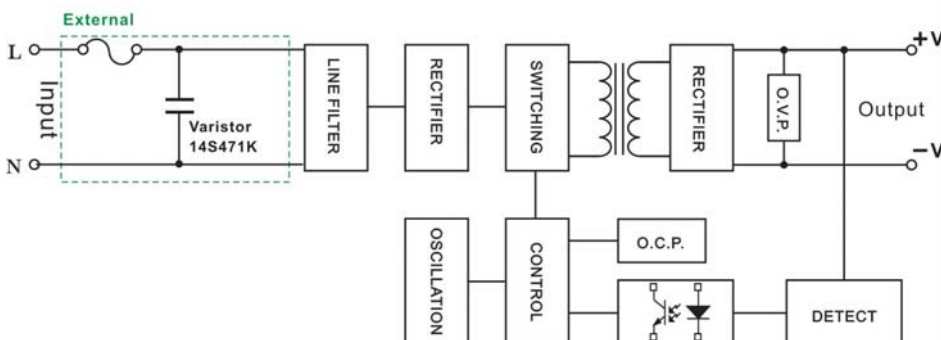 External
L
Input
N
Varistor
14S471K
LINE FILTER
RECTIFIER
SWITCHING
RECTIFIER
O.V.P.
+V
Output
-V
OSCILLATION
CONTROL
O.C.P.
DETECT